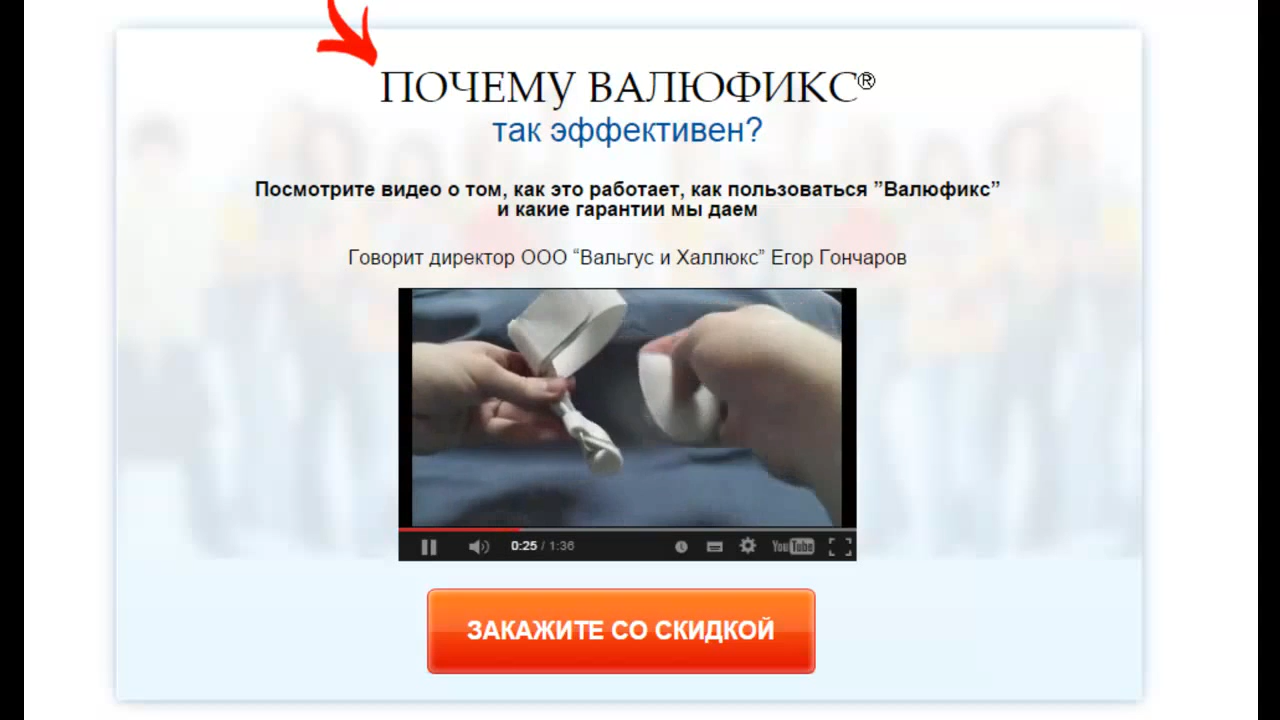 ПОЧЕМУ ВАЛЮФИКС®
так эффективен?
Посмотрите видео о том, как это работает, как пользоваться ”Валюфикс”
и какие гарантии мы даем
Говорит директор ООО “Вальгус и Халлюкс” Егор Гончаров
0:25 / 1:36
YouTube
ЗАКАЖИТЕ СО СКИДКОЙ